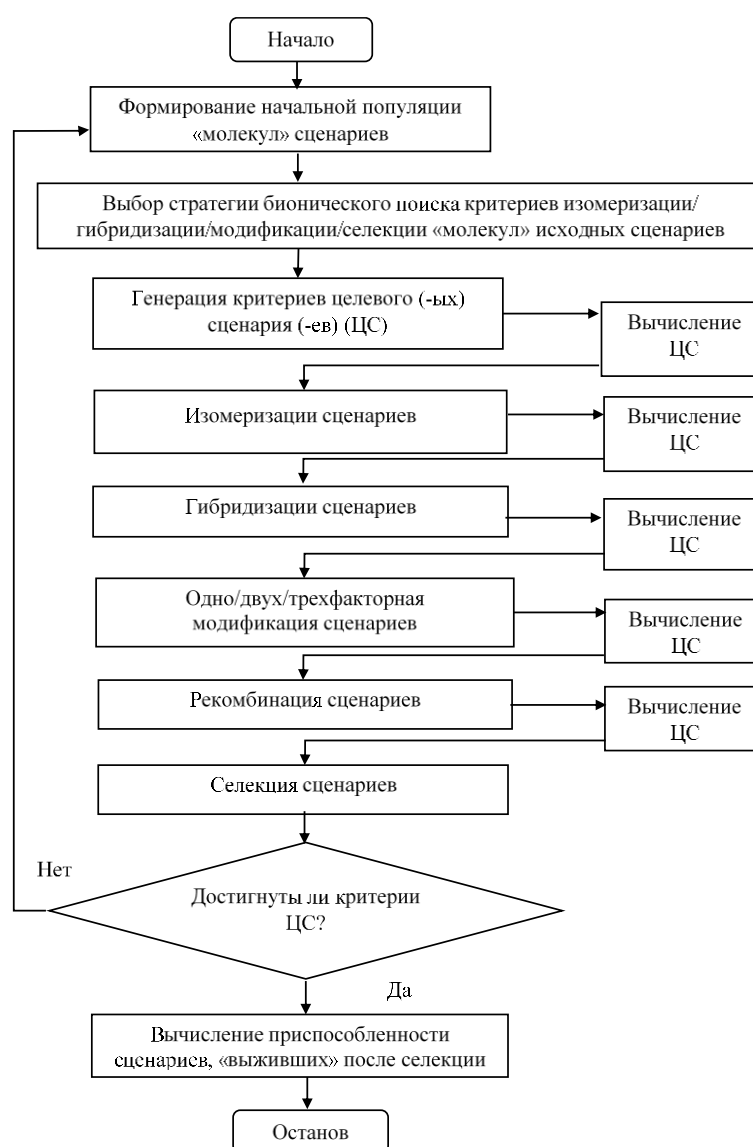 Начало
Формирование начальной популяции
«молекул» сценариев
Выбор стратегии бионического поиска критериев изомеризации/
гибридизации/модификации/селекции «молекул» исходных сценариев
Генерация критериев целевого (-ых)
сценария (-ев) (ЦС)
Вычисление
ЦС
Изомеризации сценариев
Вычисление
ЦС
Гибридизации сценариев
Вычисление
ЦС
Одно/двух/трехфакторная
модификация сценариев
Вычисление
ЦС
Рекомбинация сценариев
Вычисление
ЦС
Селекция сценариев
Нет
Достигнуты ли критерии
ЦС?
Да
Вычисление приспособленности
сценариев, «выживших» после селекции
Останов